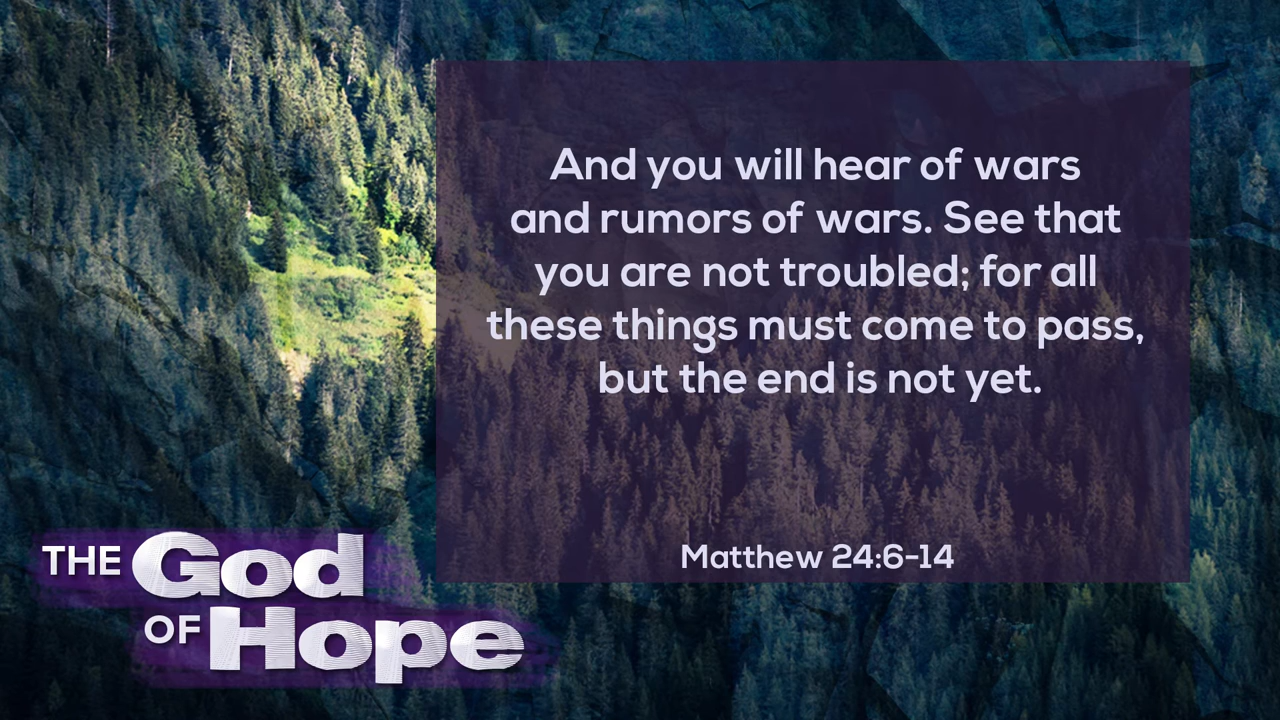 And you will hear of wars
and rumors of wars. See that
you are not troubled; for all
these things must come to pass,
but the end is not yet.
Matthew 24:6-14
THE God
OF Hope